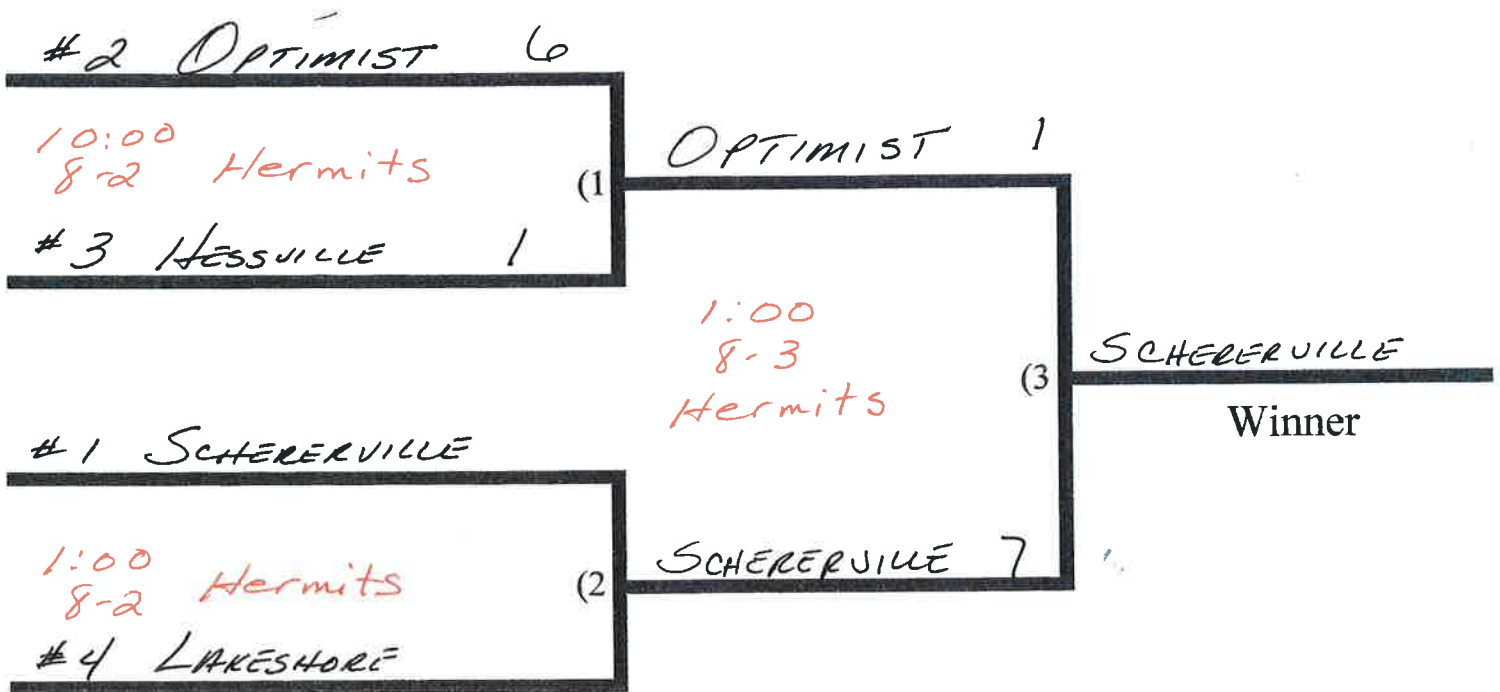 #2 OPTIMIST 6
10:00
8-2 Hermits
(1
#3 HESSVILLE 1
OPTIMIST 1
1:00
8-3
Hermits
(3
SCHERERVILLE
Winner
#1 SCHERERVILLE
1:00
8-2 Hermits
(2
#4 LAKESHORE
SCHERERVILLE 7